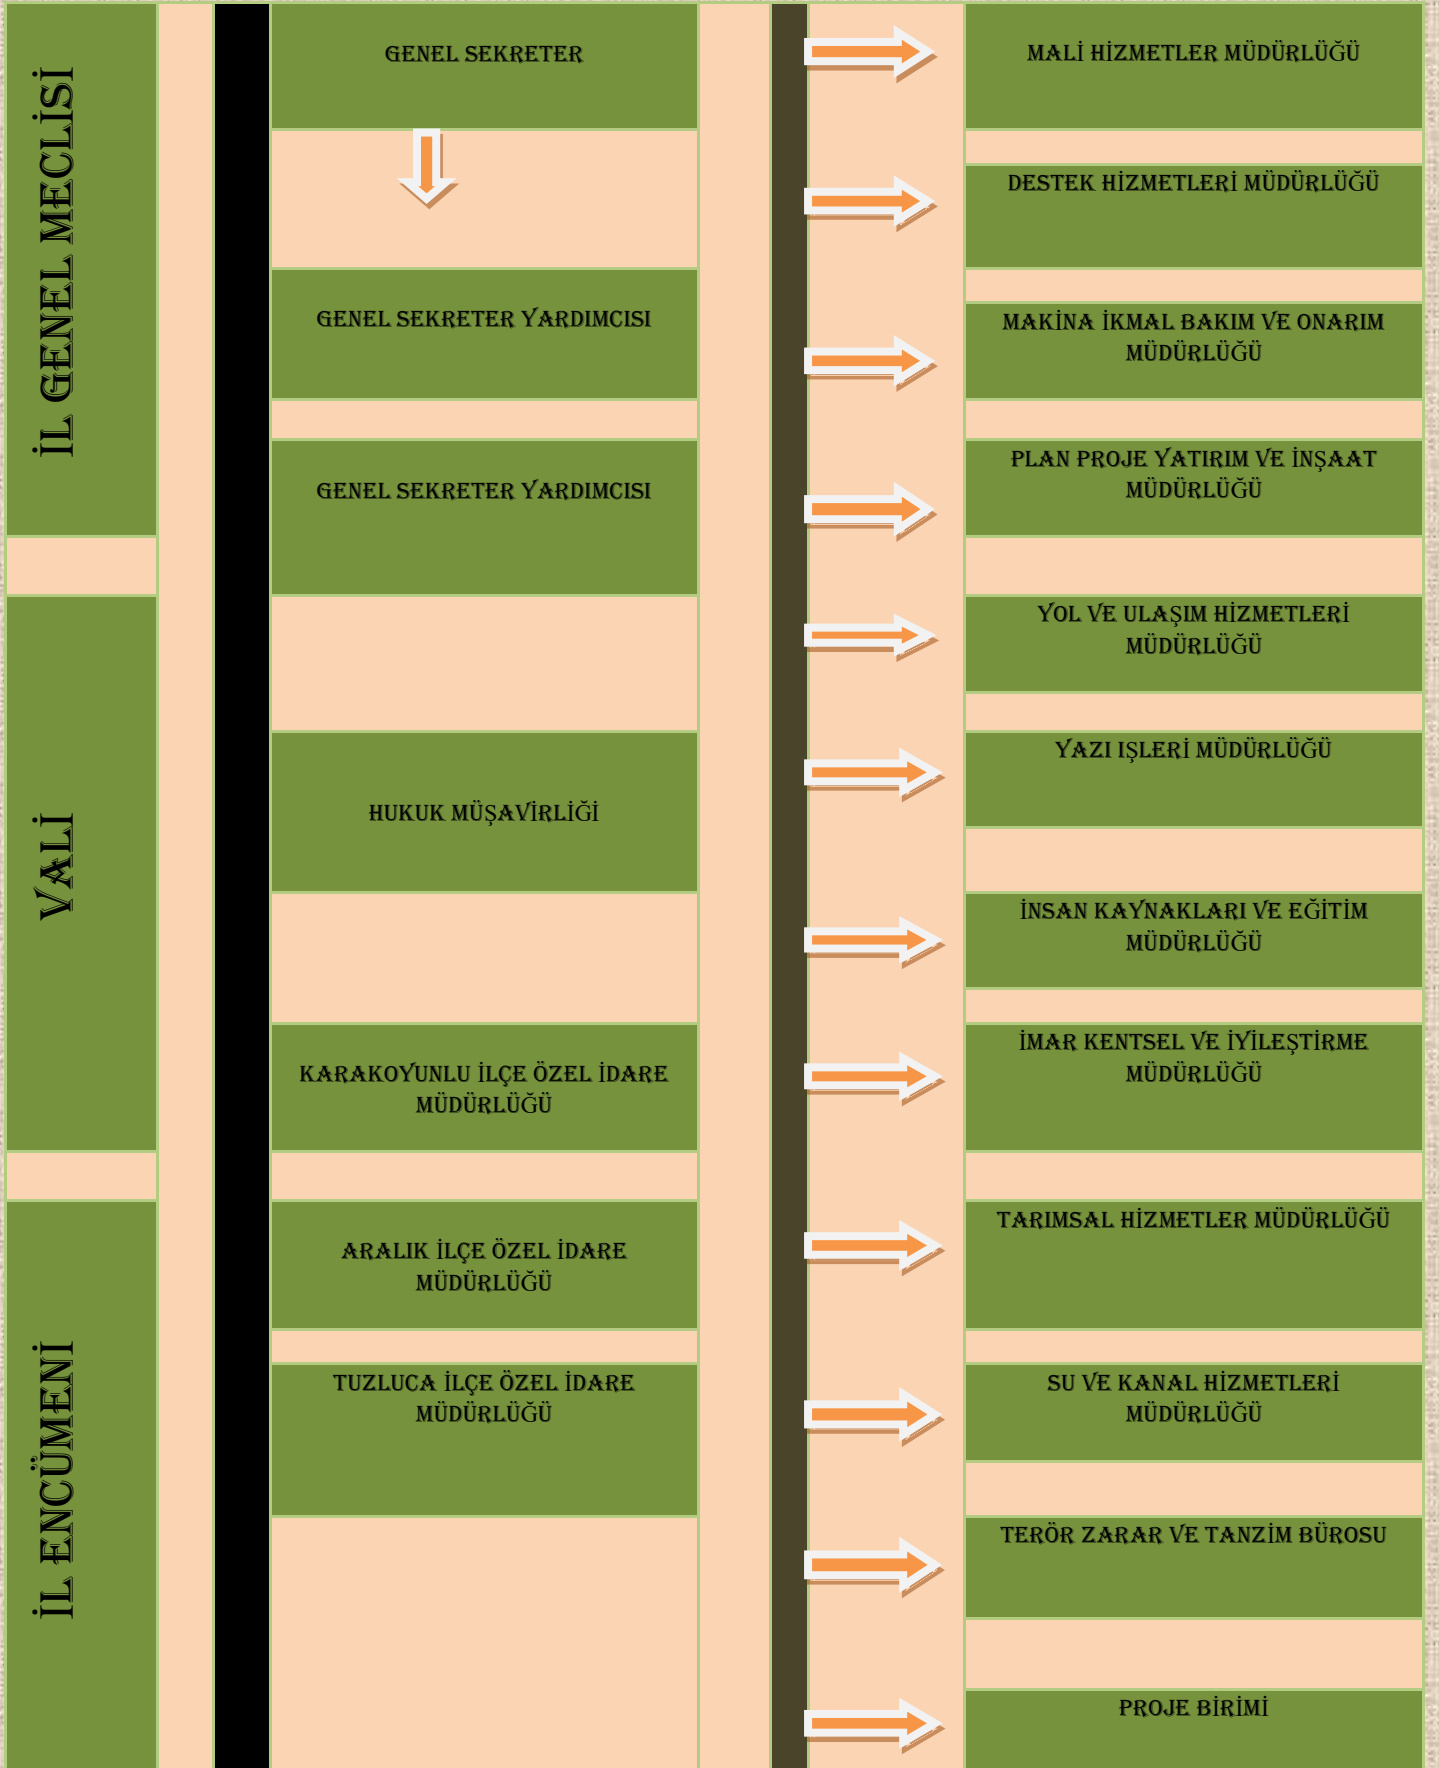 İL GENEL MECLİSİ
VALİ
İL ENCÜMENİ
GENEL SEKRETER
GENEL SEKRETER YARDIMCISI
GENEL SEKRETER YARDIMCISI
HUKUK MÜŞAVİRLİĞİ
KARAKOYUNLU İLÇE ÖZEL İDARE
MÜDÜRLÜĞÜ
ARALIK İLÇE ÖZEL İDARE
MÜDÜRLÜĞÜ
TUZLUCA İLÇE ÖZEL İDARE
MÜDÜRLÜĞÜ
MALİ HİZMETLER MÜDÜRLÜĞÜ
DESTEK HİZMETLERİ MÜDÜRLÜĞÜ
MAKİNA İKMAL BAKIM VE ONARIM
MÜDÜRLÜĞÜ
PLAN PROJE YATIRIM VE İNŞAAT
MÜDÜRLÜĞÜ
YOL VE ULAŞIM HİZMETLERİ
MÜDÜRLÜĞÜ
YAZI IŞLERİ MÜDÜRLÜĞÜ
İNSAN KAYNAKLARI VE EĞİTİM
MÜDÜRLÜĞÜ
İMAR KENTSEL VE İYİLEŞTİRME
MÜDÜRLÜĞÜ
TARIMSAL HİZMETLER MÜDÜRLÜĞÜ
SU VE KANAL HİZMETLERİ
MÜDÜRLÜĞÜ
TERÖR ZARAR VE TANZİM BÜROSU
PROJE BİRİMİ